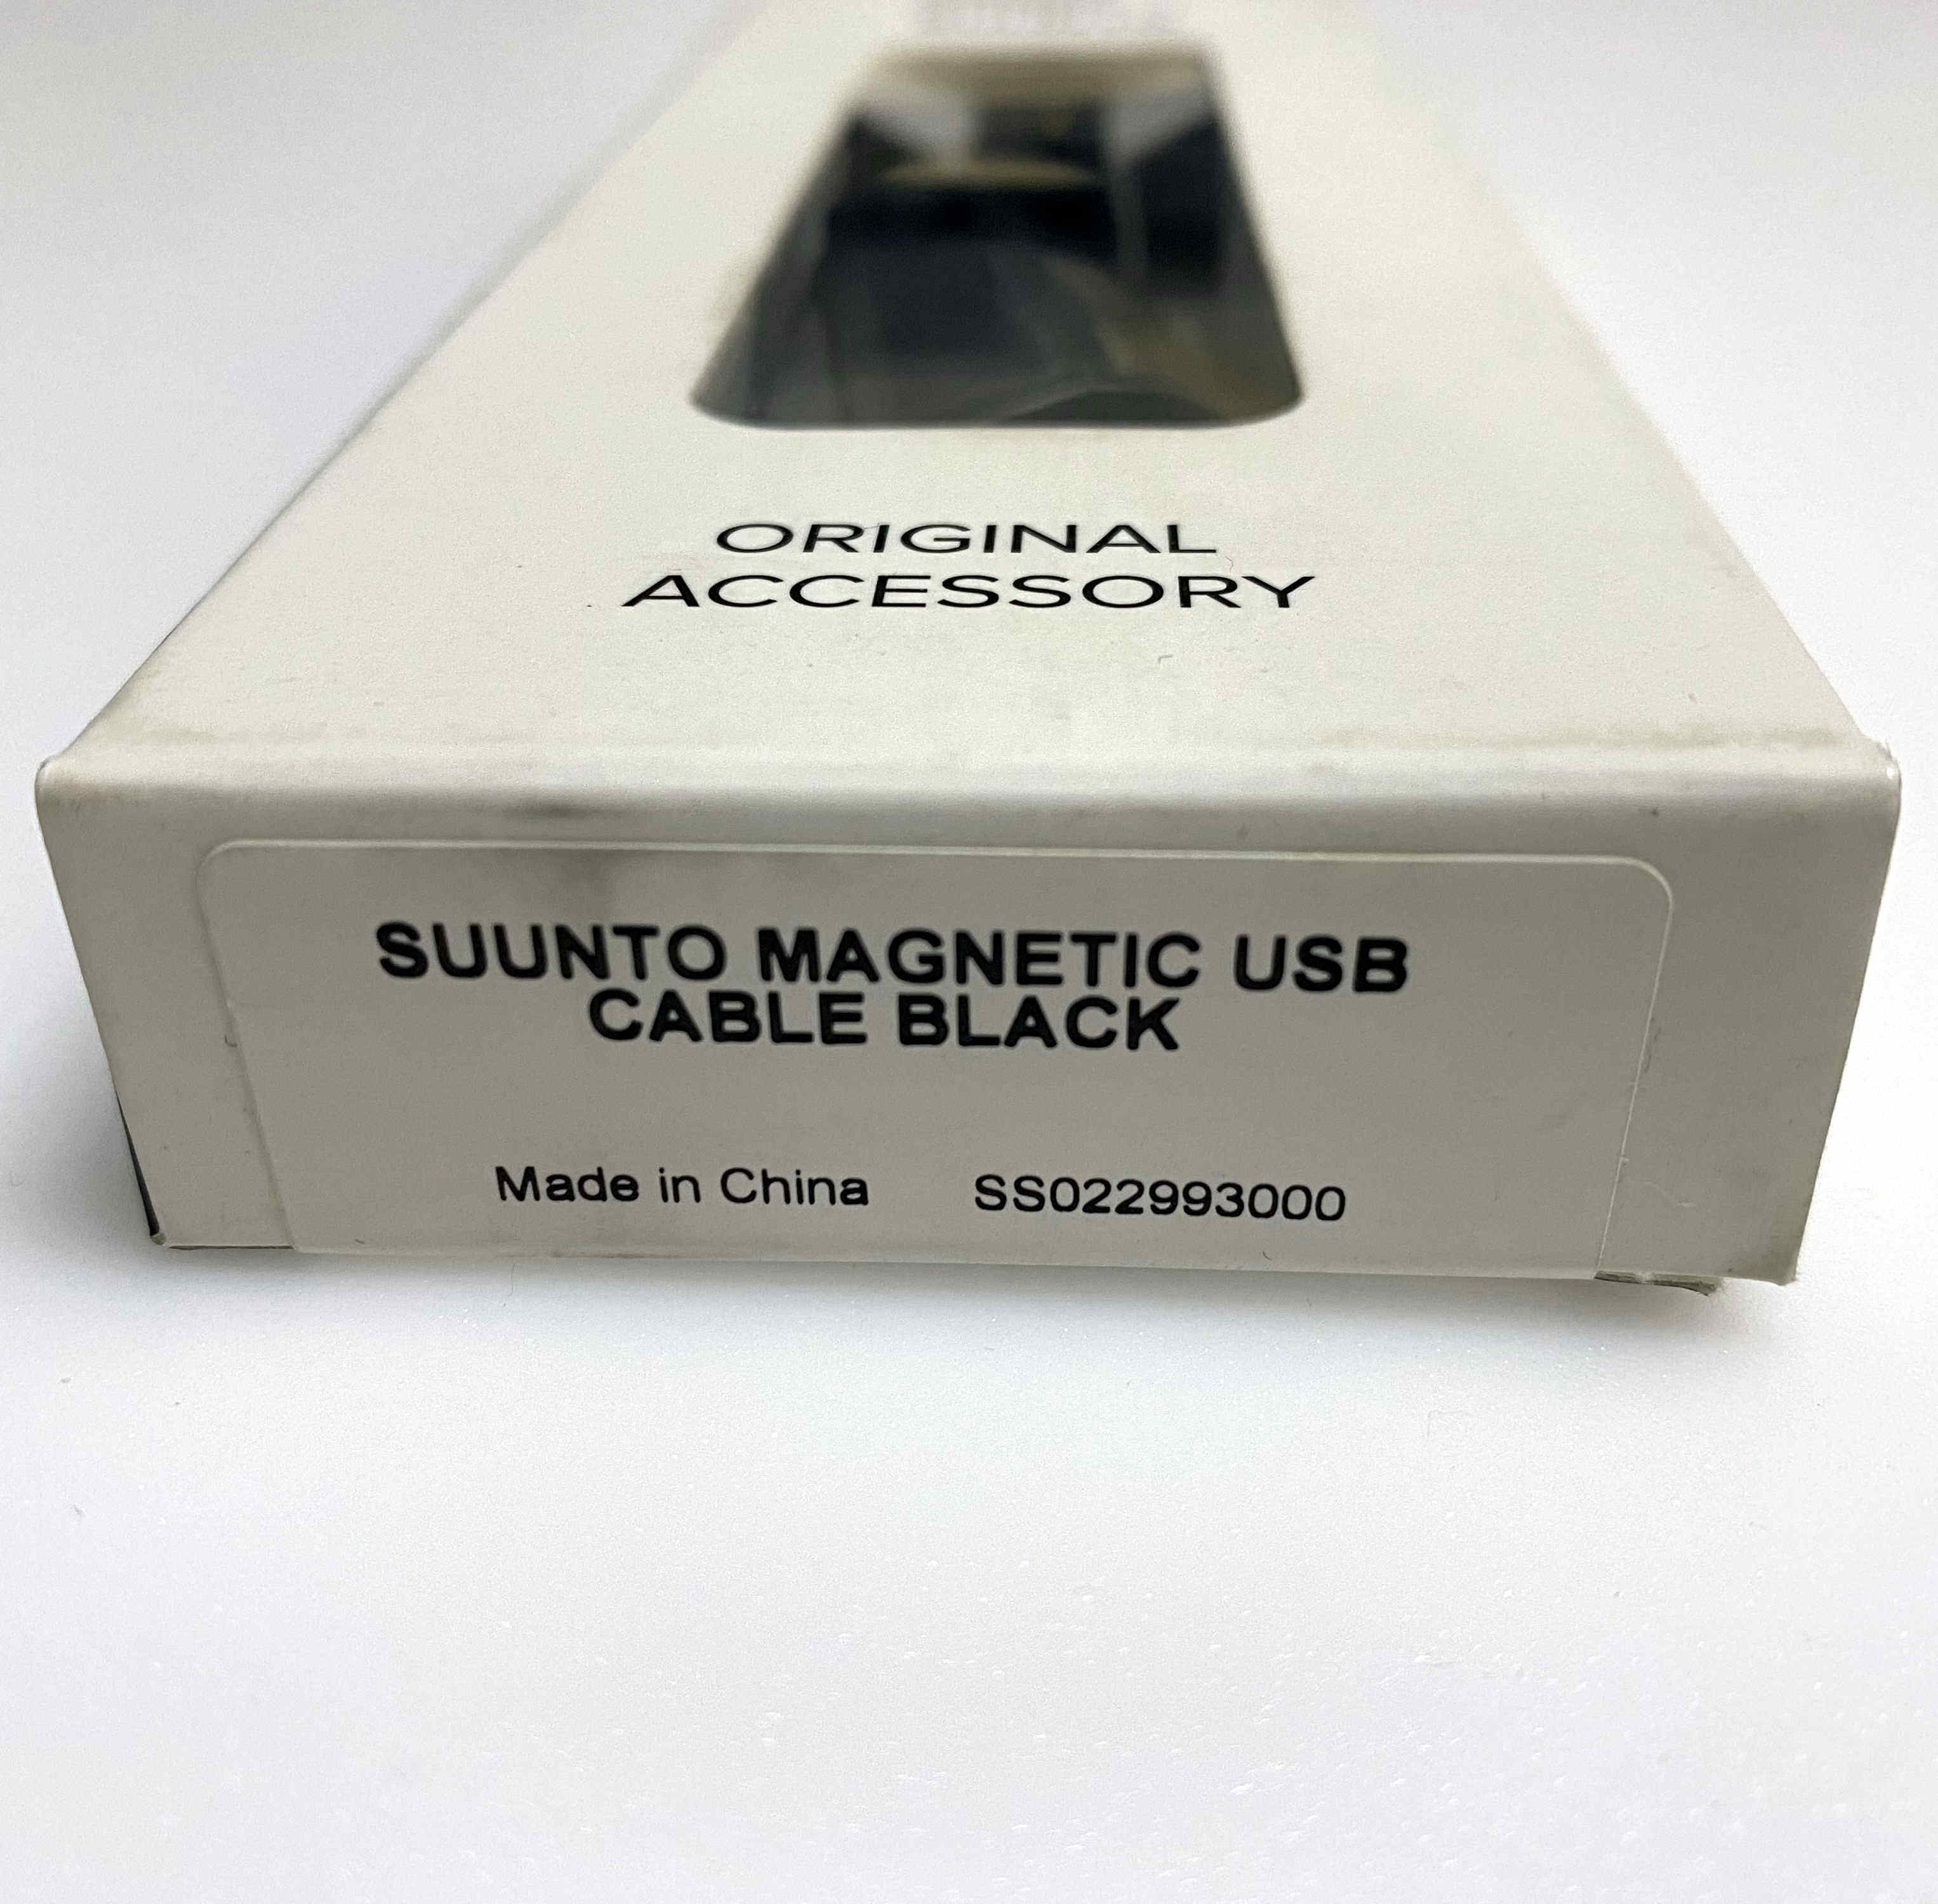 ORIGINAL
ACCESSORY
SUUNTO MAGNETIC USB
CABLE BLACK
Made in China SS022993000